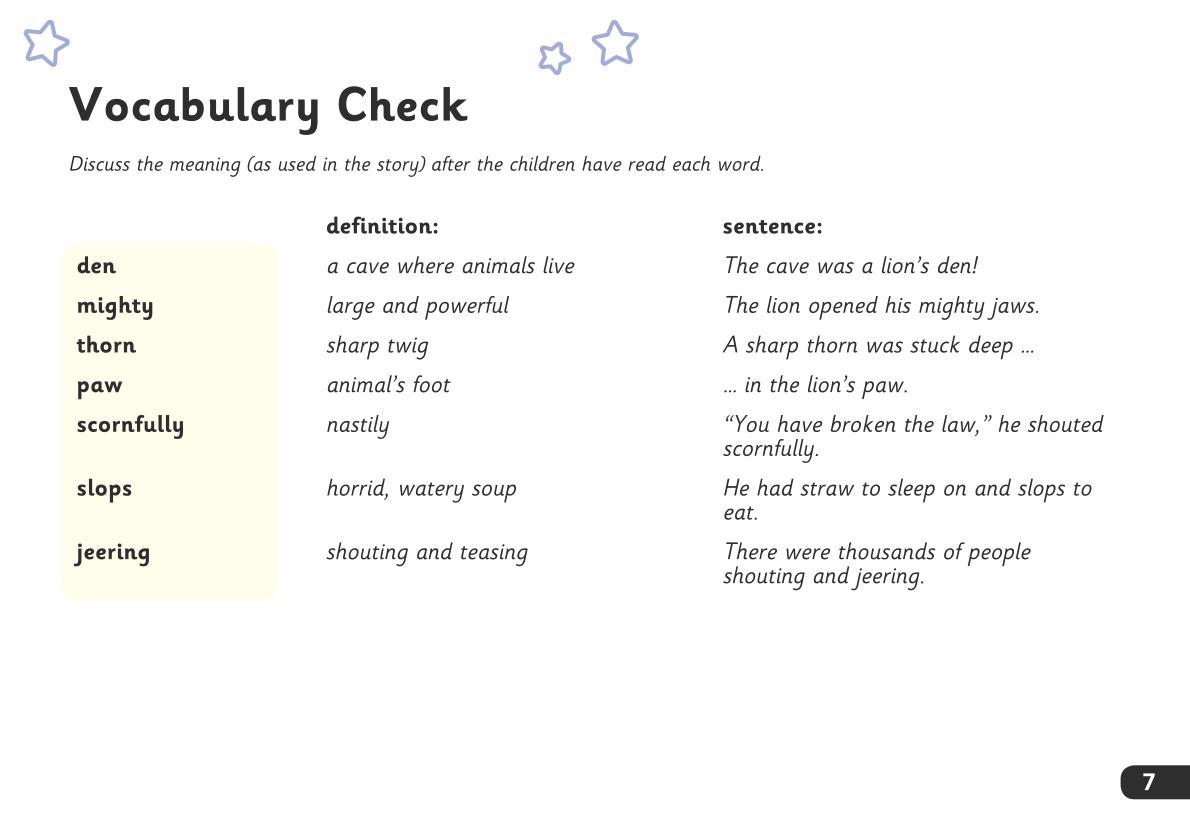 Vocabulary Check
Discuss the meaning (as used in the story) after the children have read each word.
definition: sentence:
den a cave where animals live The cave was a lion’s den!
mighty large and powerful The lion opened his mighty jaws.
thorn sharp twig A sharp thorn was stuck deep ...
paw animal’s foot ... in the lion’s paw.
scornfully nastily “You have broken the law,” he shouted
scornfully.
slops horrid, watery soup He had straw to sleep on and slops to
eat.
jeering shouting and teasing There were thousands of people
shouting and jeering.
7